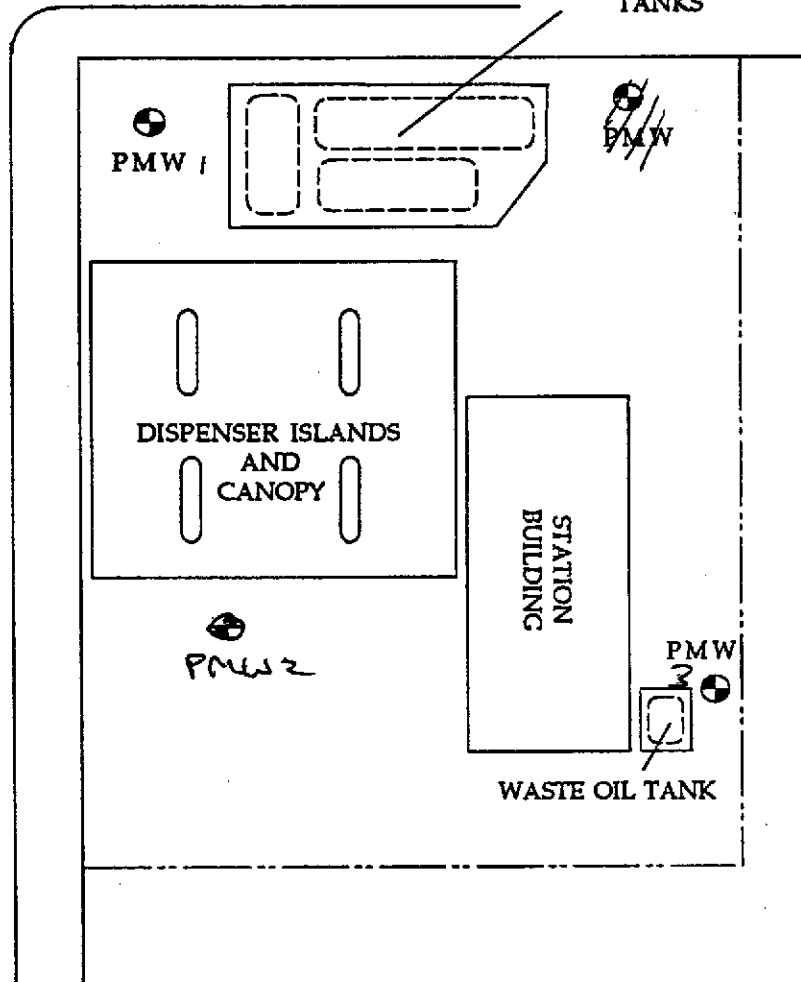 TANKS
PMW 1
PMW
DISPENSER ISLANDS
AND
CANOPY
STATION
BUILDING
PMW 2
PMW
3
WASTE OIL TANK